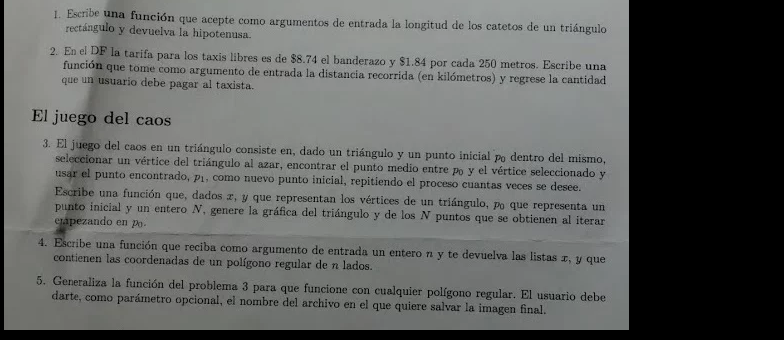 1. Escribe una función que acepte como argumentos de entrada la longitud de los catetos de un triángulo
rectángulo y devuelva la hipotenusa.
2. En el DF la tarifa para los taxis libres es de $8.74 el banderazo y $1.84 por cada 250 metros. Escribe una
función que tome como argumento de entrada la distancia recorrida (en kilómetros) y regrese la cantidad
que un usuario debe pagar al taxista.
El juego del caos
3. El juego del caos en un triángulo consiste en, dado un triángulo y un punto inicial p₀ dentro del mismo,
seleccionar un vértice del triángulo al azar, encontrar el punto medio entre p₀ y el vértice seleccionado y
usar el punto encontrado, p₁, como nuevo punto inicial, repitiendo el proceso cuantas veces se desee.
Escribe una función que, dados x, y que representan los vértices de un triángulo, p₀ que representa un
punto inicial y un entero N, genere la gráfica del triángulo y de los N puntos que se obtienen al iterar
empezando en p₀.
4. Escribe una función que reciba como argumento de entrada un entero n y te devuelva las listas x, y que
contienen las coordenadas de un polígono regular de n lados.
5. Generaliza la función del problema 3 para que funcione con cualquier polígono regular. El usuario debe
darte, como parámetro opcional, el nombre del archivo en el que quiere salvar la imagen final.